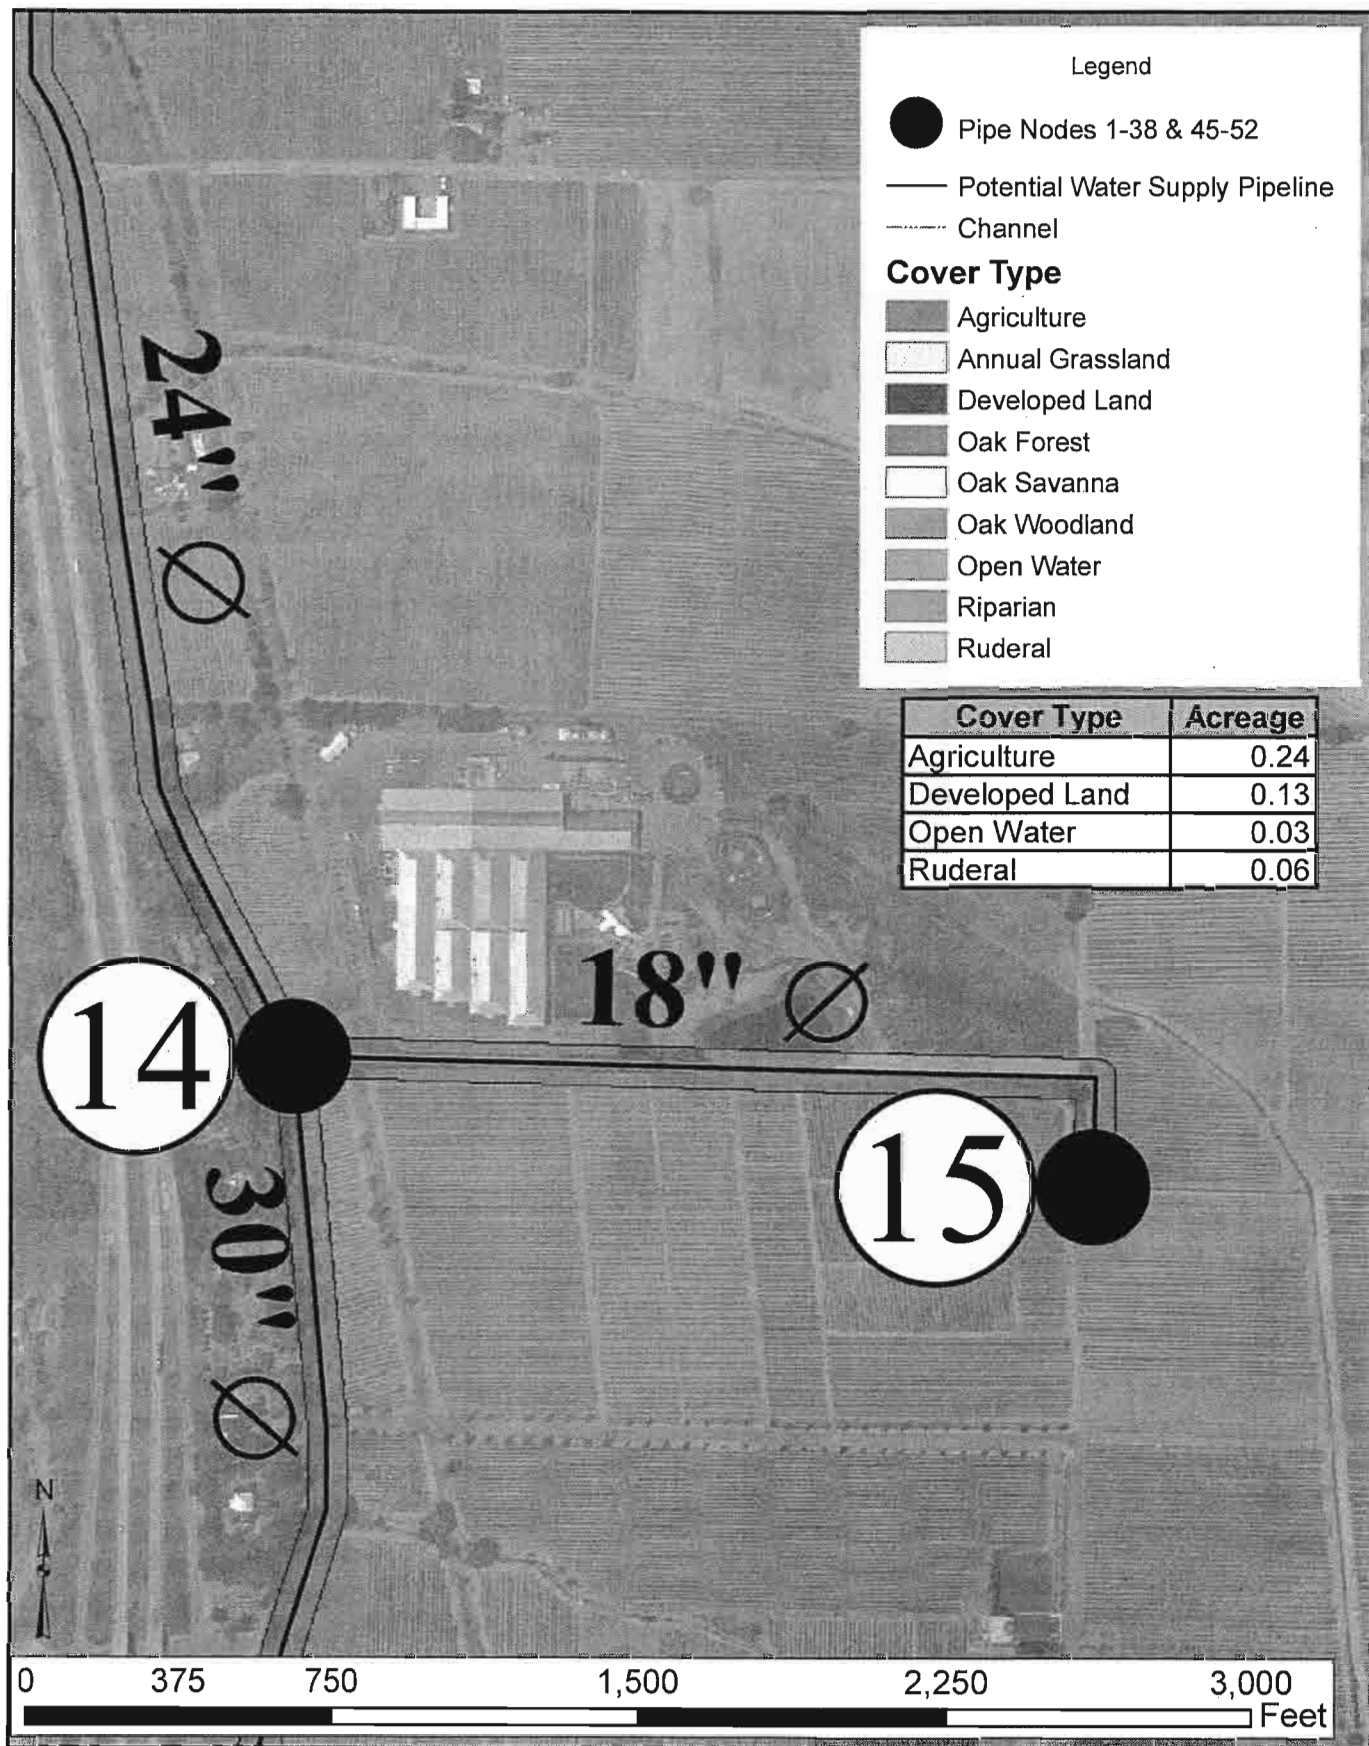 Legend
Pipe Nodes 1-38 & 45-52
Potential Water Supply Pipeline
Channel
Cover Type
Agriculture
Annual Grassland
Developed Land
Oak Forest
Oak Savanna
Oak Woodland
Open Water
Riparian
Ruderal
Cover Type Acreage
Agriculture 0.24
Developed Land 0.13
Open Water 0.03
Ruderal 0.06
24" Ø
18" Ø
14
15
30" Ø
N
0 375 750 1,500 2,250 3,000
Feet